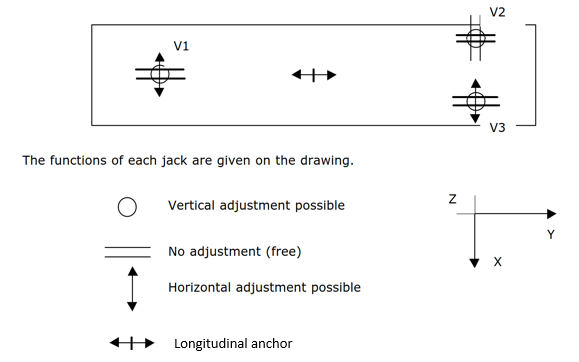 V2
V1
V3
The functions of each jack are given on the drawing.
Vertical adjustment possible
Z
Y
No adjustment (free)
X
Horizontal adjustment possible
Longitudinal anchor